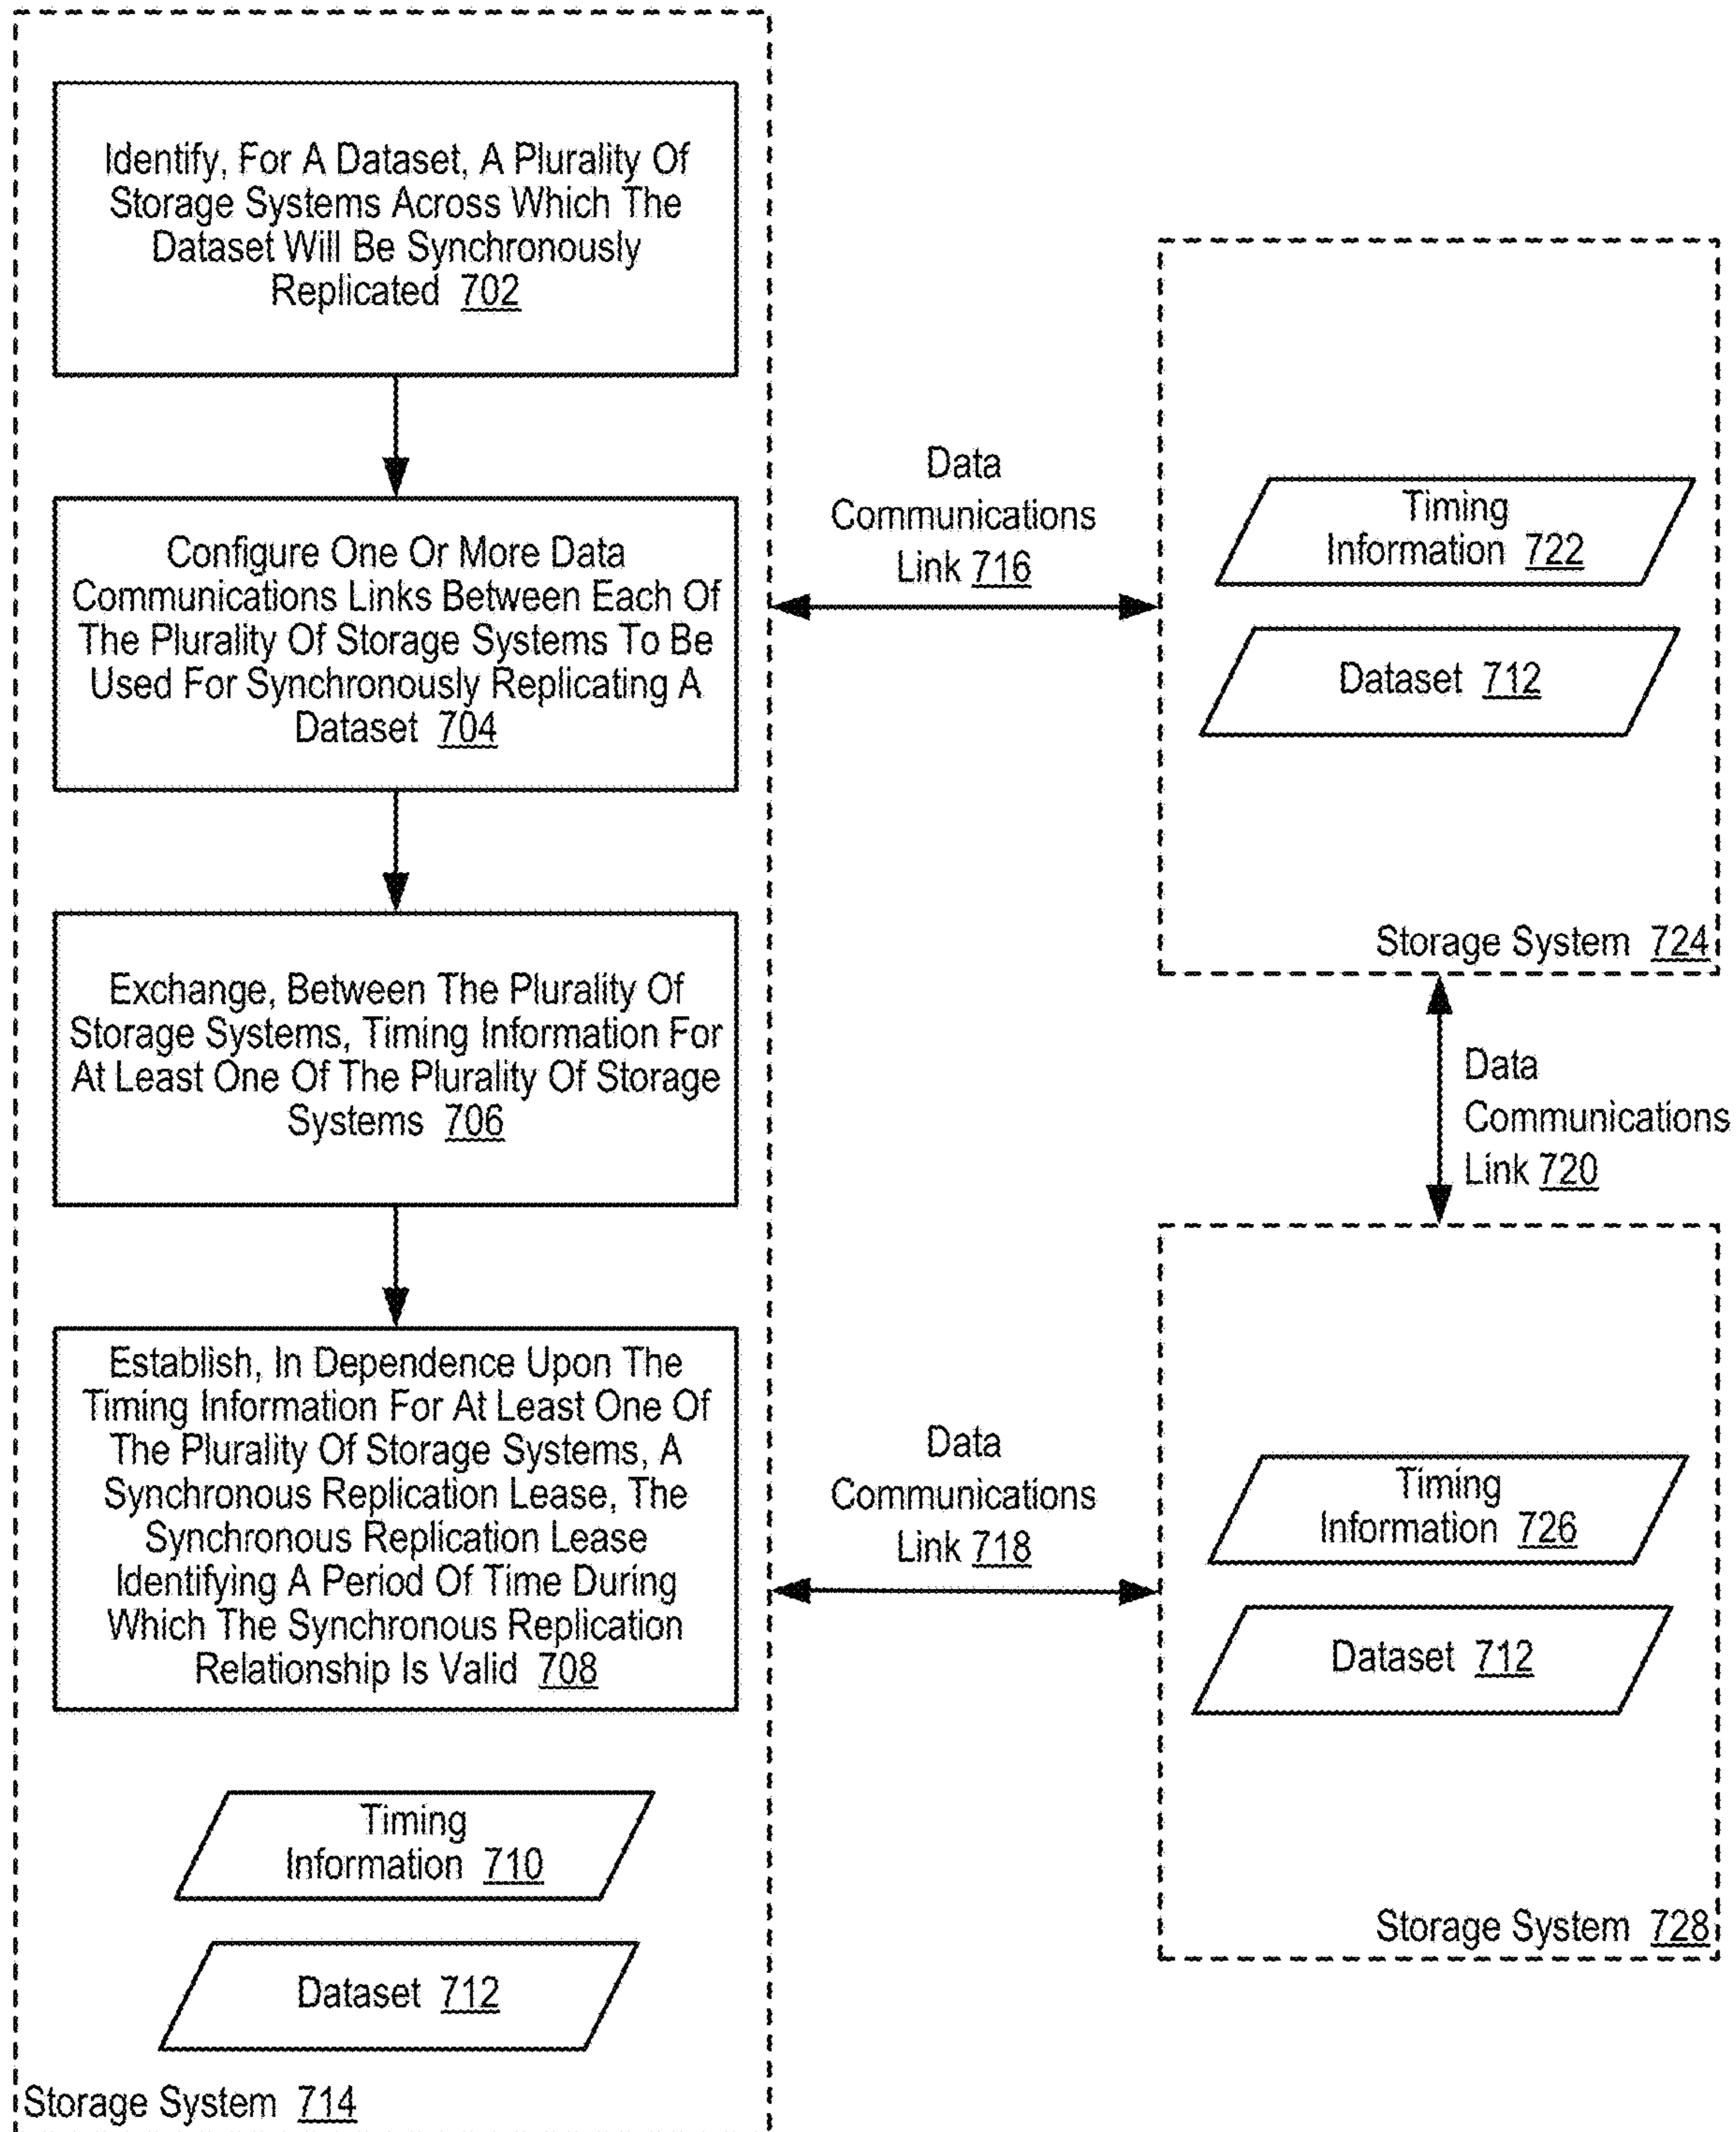 Identify, For A Dataset, A Plurality Of
Storage Systems Across Which The
Dataset Will Be Synchronously
Replicated 702
Configure One Or More Data
Communications Links Between Each Of
The Plurality Of Storage Systems To Be
Used For Synchronously Replicating A
Dataset 704
Exchange, Between The Plurality Of
Storage Systems, Timing Information For
At Least One Of The Plurality Of Storage
Systems 706
Establish, In Dependence Upon The
Timing Information For At Least One Of
The Plurality Of Storage Systems, A
Synchronous Replication Lease, The
Synchronous Replication Lease
Identifying A Period Of Time During
Which The Synchronous Replication
Relationship Is Valid 708
Timing
Information 710
Dataset 712
Storage System 714
Data
Communications
Link 716
Data
Communications
Link 718
Timing
Information 722
Dataset 712
Storage System 724
Data
Communications
Link 720
Timing
Information 726
Dataset 712
Storage System 728